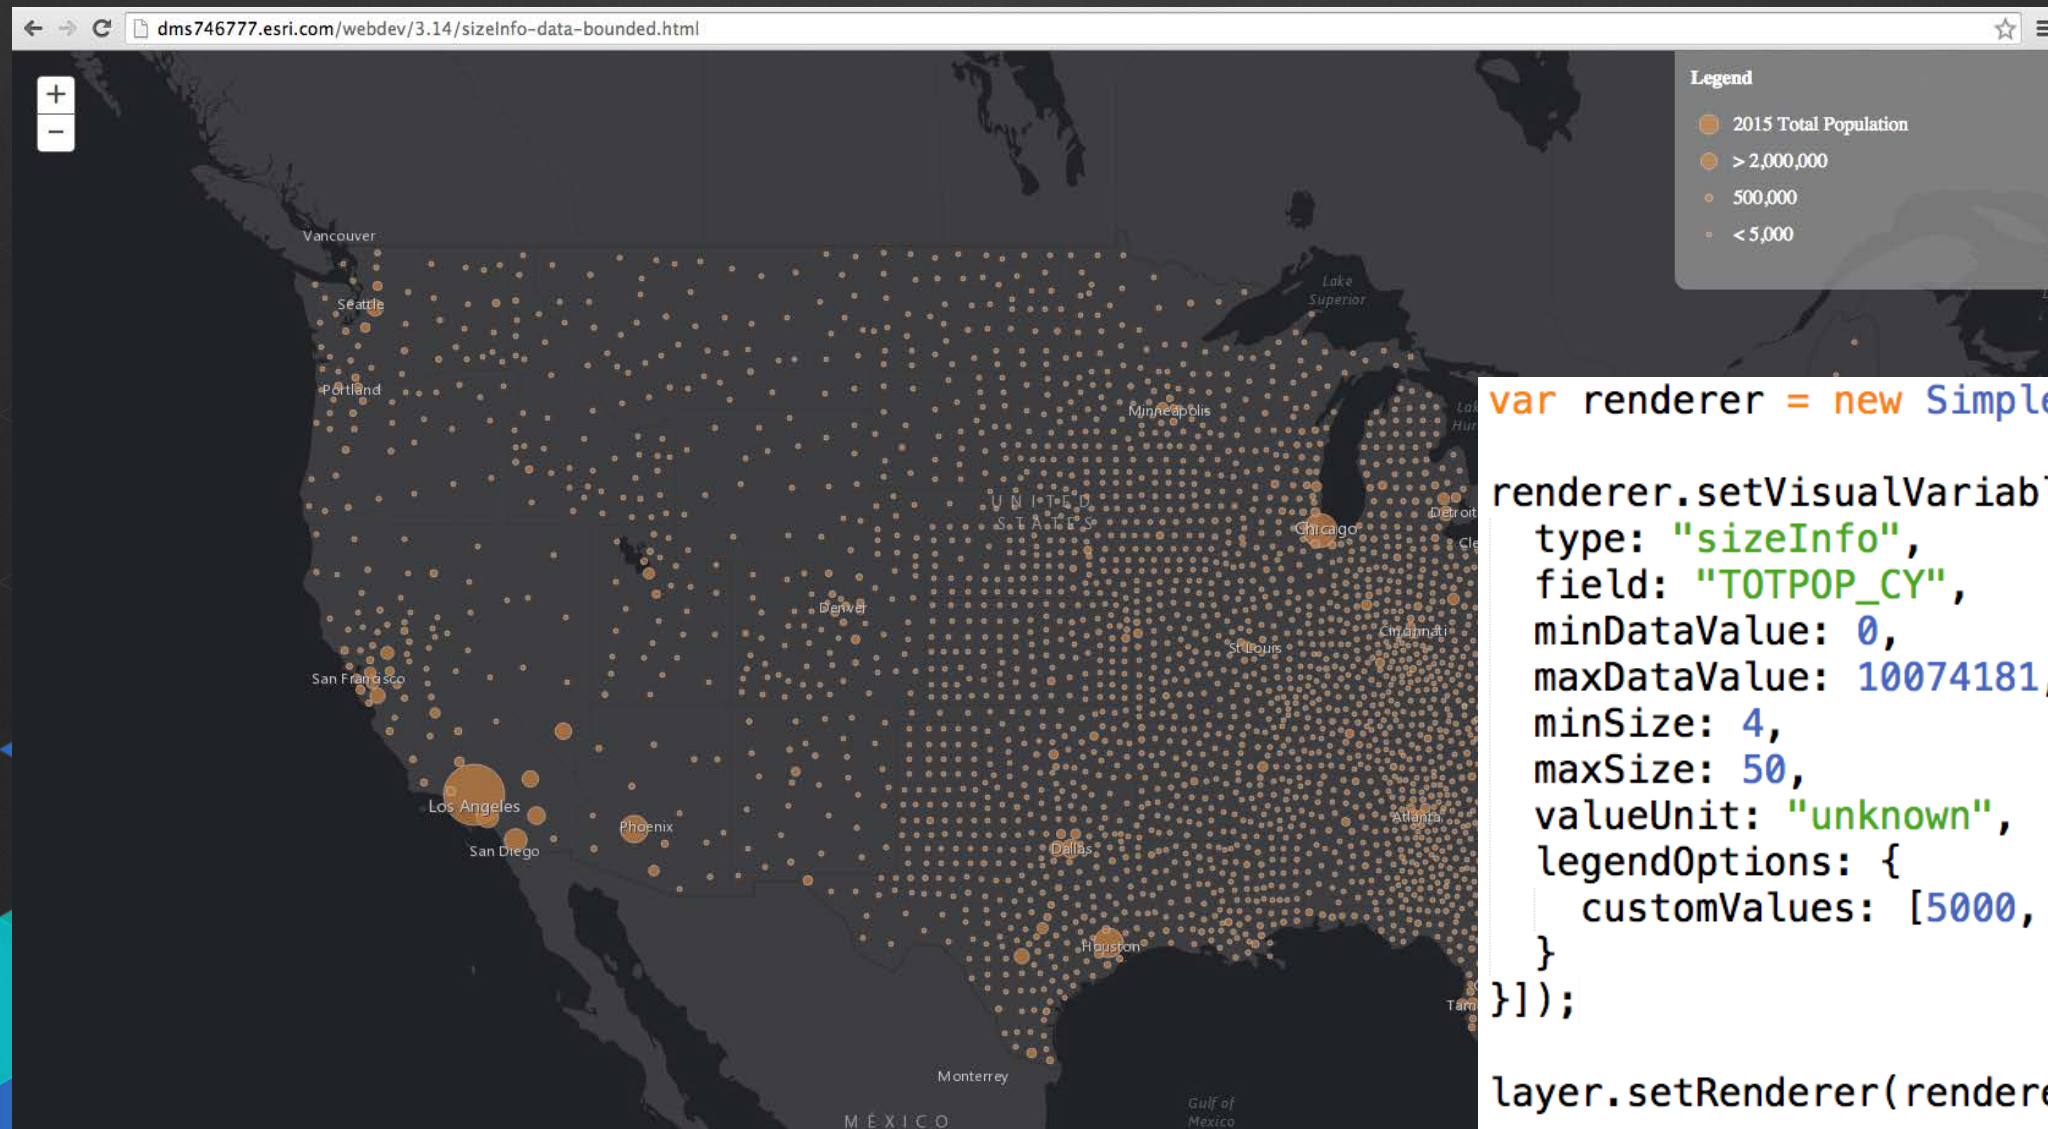 dms746777.esri.com/webdev/3.14/sizeInfo-data-bounded.html
+
−
Legend
2015 Total Population
> 2,000,000
500,000
< 5,000
Vancouver
Seattle
Portland
Lake
Superior
Minneapolis
UNITED
STATES
Chicago
Detroit
Denver
Cincinnati
St Louis
San Francisco
Los Angeles
Phoenix
San Diego
Dallas
Atlanta
Houston
Tam
Monterrey
MÉXICO
Gulf of
Mexico
var renderer = new Simple
renderer.setVisualVariab
type: "sizeInfo",
field: "TOTPOP_CY",
minDataValue: 0,
maxDataValue: 10074181,
minSize: 4,
maxSize: 50,
valueUnit: "unknown",
legendOptions: {
customValues: [5000,
}
}]);
layer.setRenderer(rendere